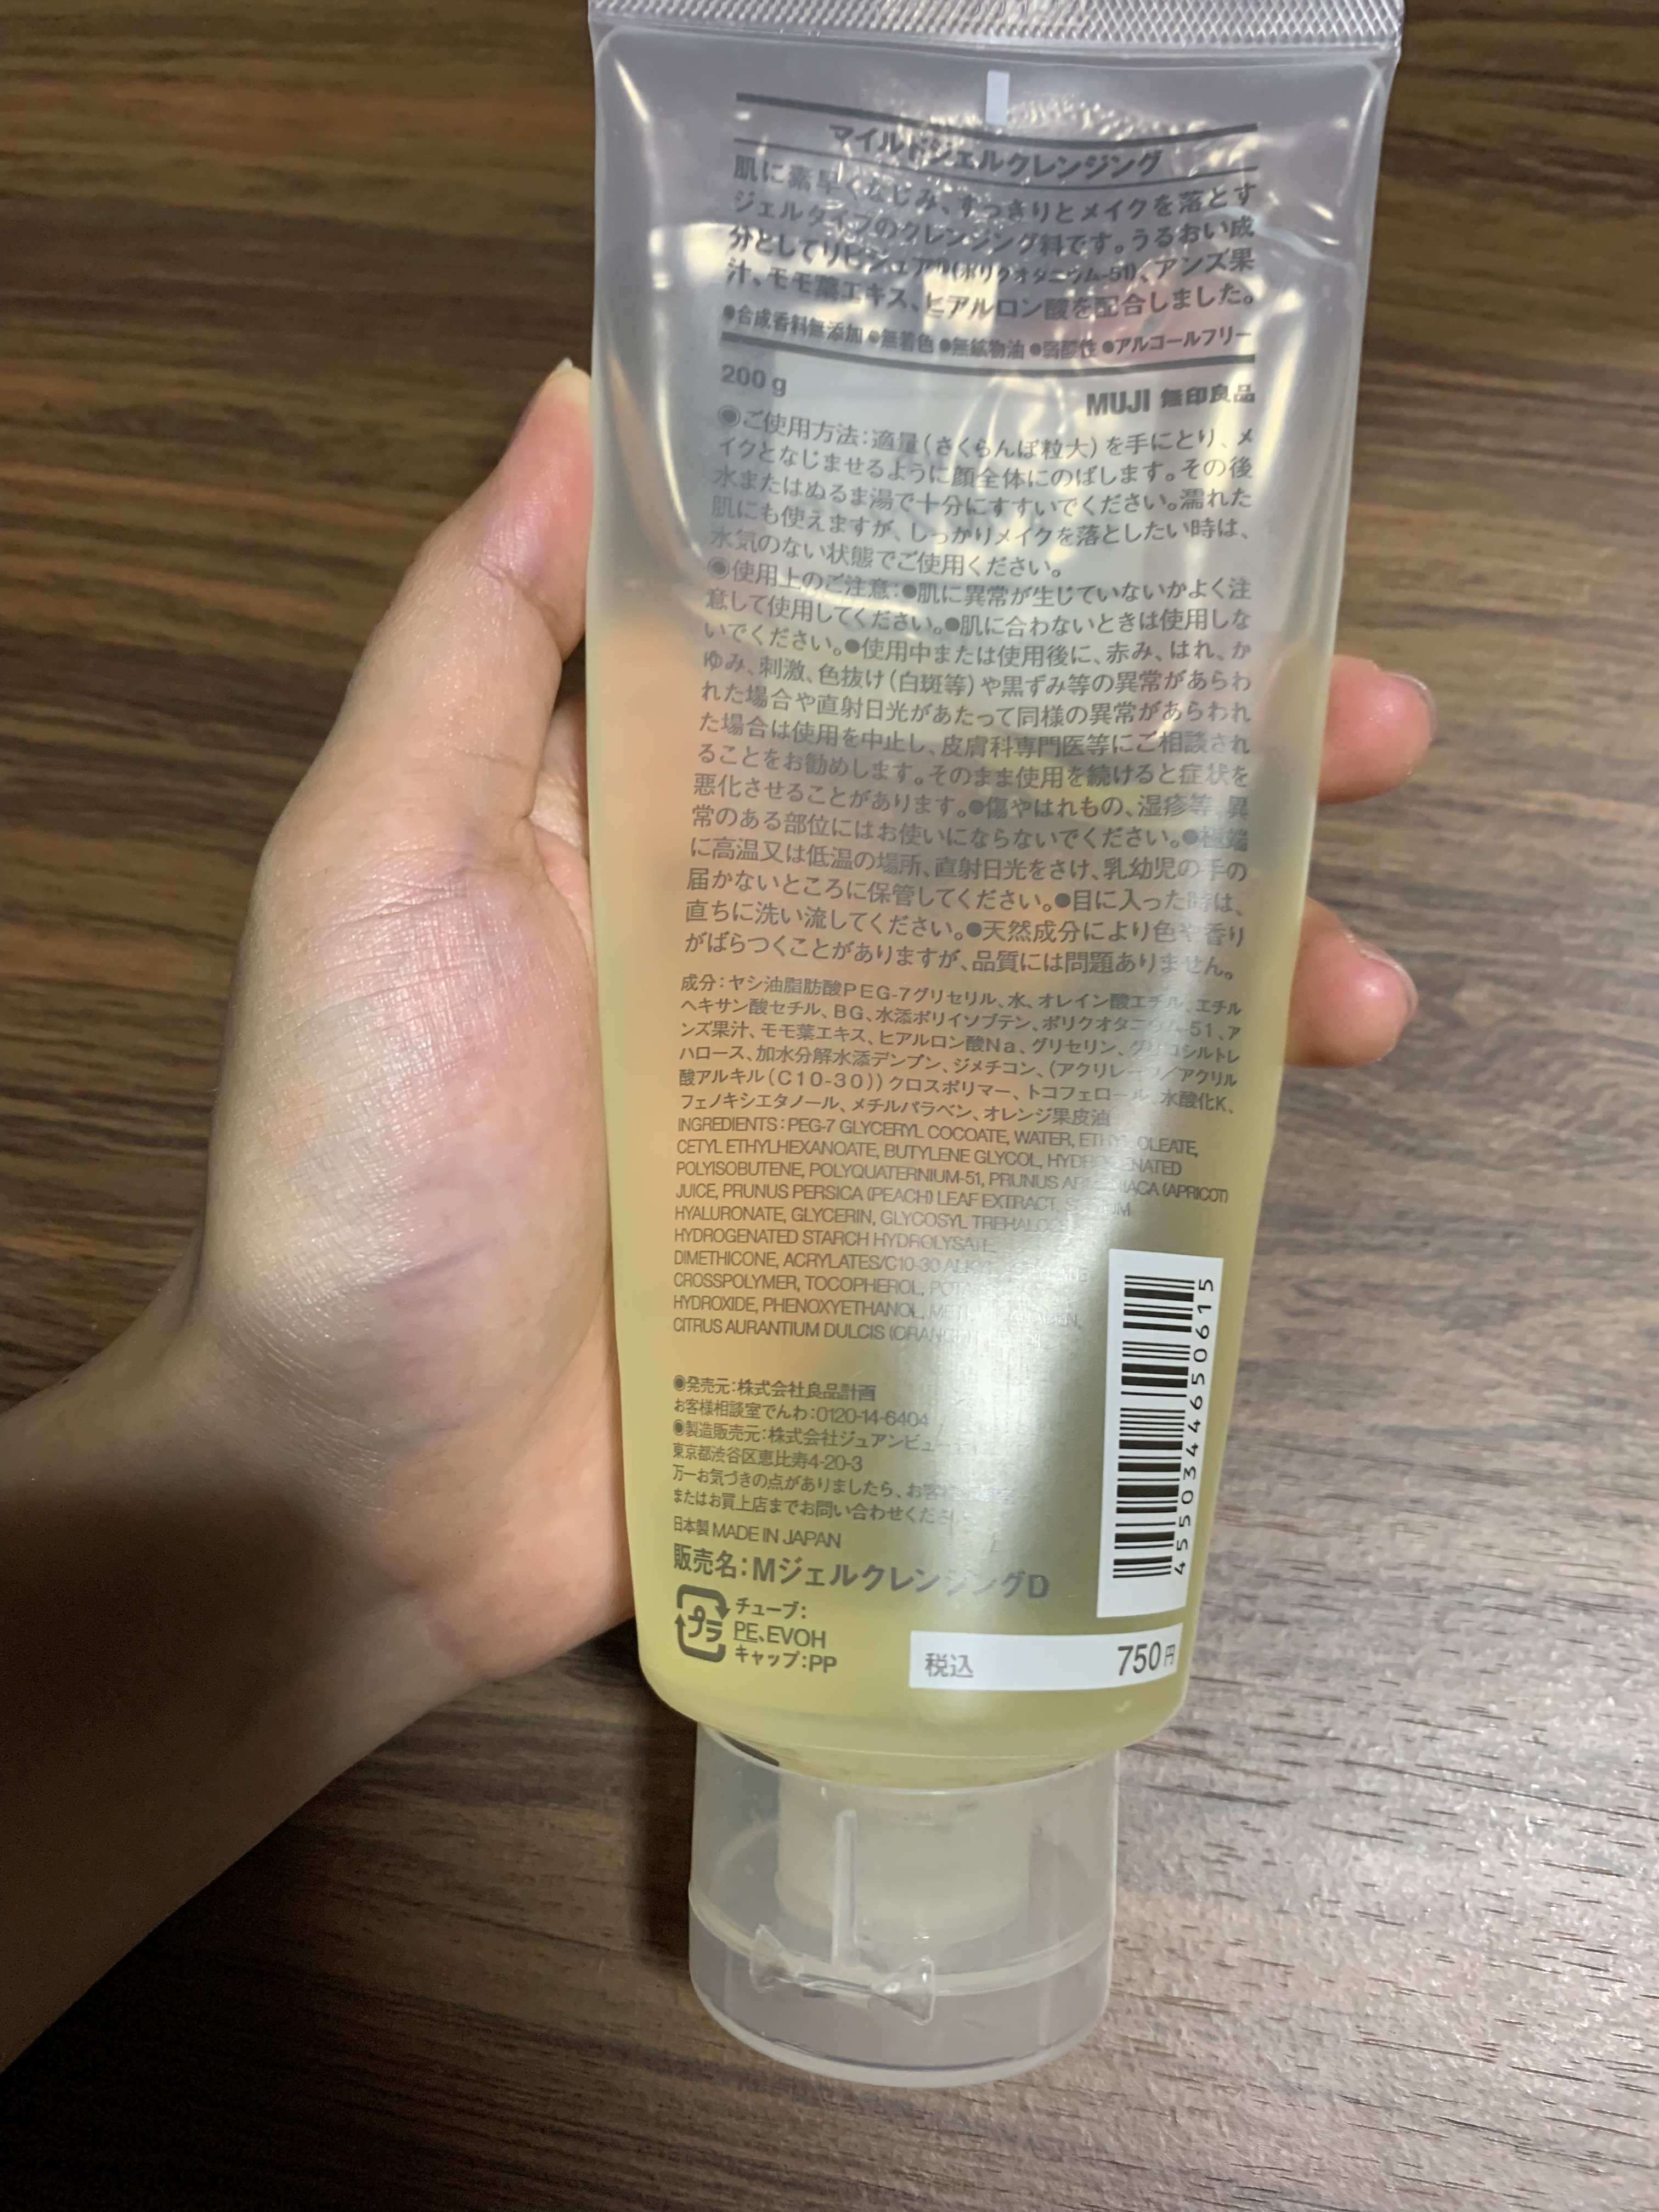 マイルドジェルクレンジング
肌に素早くなじみ、すっきりとメイクを落とす
ジェルタイプのクレンジング料です。うるおい成
分としてリピジュア®(ポリクオタニウム-51)、アンズ果
汁、モモ葉エキス、ヒアルロン酸を配合しました。
●合成香料無添加 ●無着色 ●無鉱物油 ●弱酸性 ●アルコールフリー
200g
MUJI 無印良品
◉ご使用方法:適量(さくらんぼ粒大)を手にとり、メ
イクとなじませるように顔全体にのばします。その後
水またはぬるま湯で十分にすすいでください。濡れた
肌にも使えますが、しっかりメイクを落としたい時は、
水気のない状態でご使用ください。
◉使用上のご注意:●肌に異常が生じていないかよく注
意して使用してください。●肌に合わないときは使用しな
いでください。●使用中または使用後に、赤み、はれ、か
ゆみ、刺激、色抜け(白斑等)や黒ずみ等の異常があらわ
れた場合や直射日光があたって同様の異常があらわれ
た場合は使用を中止し、皮膚科専門医等にご相談され
ることをお勧めします。そのまま使用を続けると症状を
悪化させることがあります。●傷やはれもの、湿疹等、異
常のある部位にはお使いにならないでください。●極端
に高温又は低温の場所、直射日光をさけ、乳幼児の手の
届かないところに保管してください。●目に入った時は、
直ちに洗い流してください。●天然成分により色や香り
がばらつくことがありますが、品質には問題ありません。
成分:ヤシ油脂肪酸PEG-7グリセリル、水、オレイン酸エチル、エチル
ヘキサン酸セチル、BG、水添ポリイソブテン、ポリクオタニウム-51、ア
ンズ果汁、モモ葉エキス、ヒアルロン酸Na、グリセリン、グリコシルトレ
ハロース、加水分解水添デンプン、ジメチコン、(アクリレーツ/アクリル
酸アルキル(C10-30))クロスポリマー、トコフェロール、水酸化K、
フェノキシエタノール、メチルパラベン、オレンジ果皮油
INGREDIENTS:PEG-7 GLYCERYL COCOATE, WATER, ETHYL OLEATE,
CETYL ETHYLHEXANOATE, BUTYLENE GLYCOL, HYDROGENATED
POLYISOBUTENE, POLYQUATERNIUM-51, PRUNUS ARMENIACA (APRICOT)
JUICE, PRUNUS PERSICA (PEACH) LEAF EXTRACT, SODIUM
HYALURONATE, GLYCERIN, GLYCOSYL TREHALOSE,
HYDROGENATED STARCH HYDROLYSATE,
DIMETHICONE, ACRYLATES/C10-30 ALKYL
CROSSPOLYMER, TOCOPHEROL,
HYDROXIDE, PHENOXYETHANOL,
CITRUS AURANTIUM DULCIS (ORANGE)
◉発売元:株式会社良品計画
お客様相談室でんわ:0120-14-6404
◉製造販売元:株式会社
東京都渋谷区恵比寿4-20-3
万一お気づきの点がありましたら、
またはお買上店までお問い合わせください
日本製 MADE IN JAPAN
販売名:MジェルクレンジングD
プラ
チューブ:
PE、EVOH
キャップ:PP
4550344650615
税込 750円